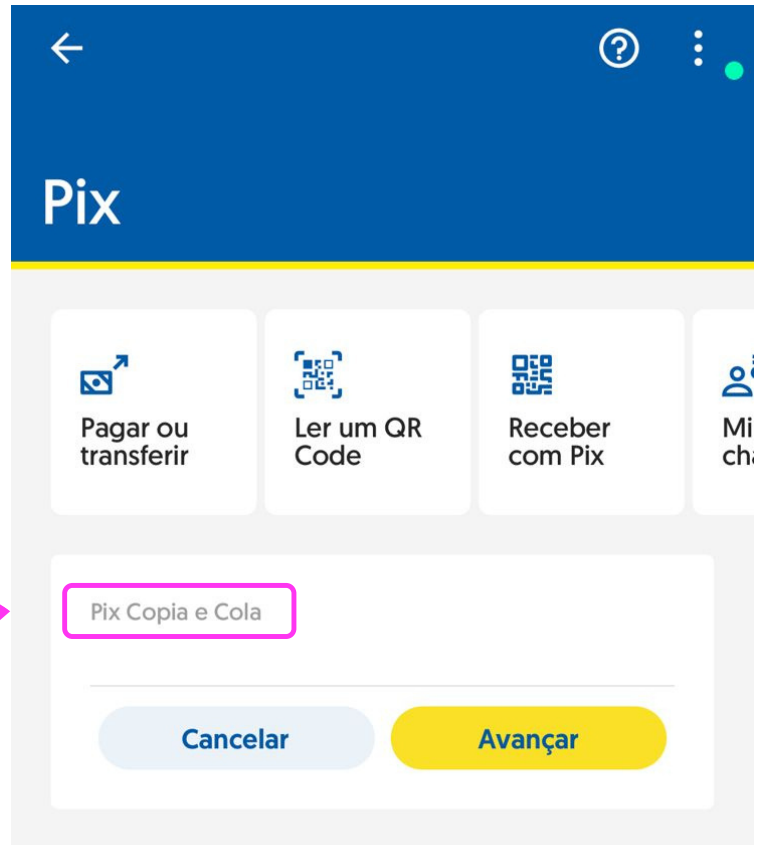 Pix
Pagar ou
transferir
Ler um QR
Code
Receber
com Pix
Pix Copia e Cola
Cancelar
Avançar